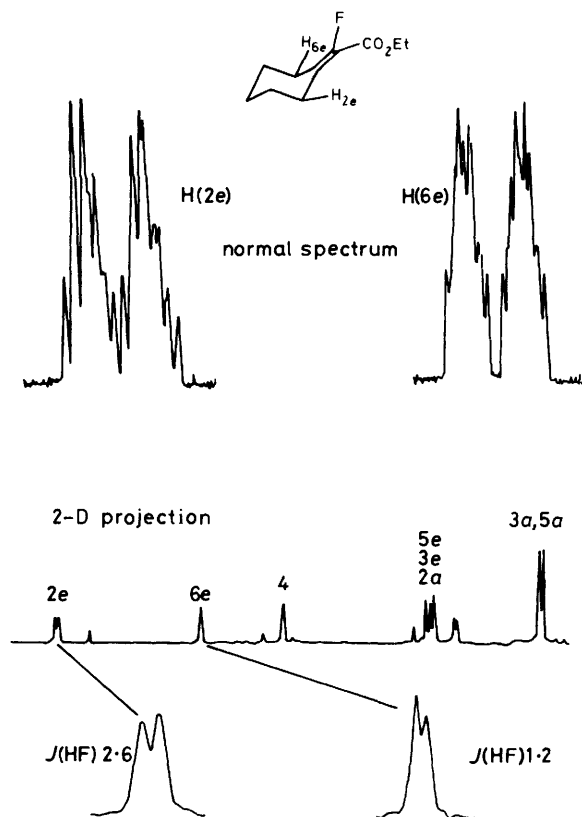 F
H6e
CO2Et
H2e
H(2e)
H(6e)
normal spectrum
2-D projection
3a,5a
5e
3e
2a
2e
6e
4
J(HF) 2·6
J(HF)1·2